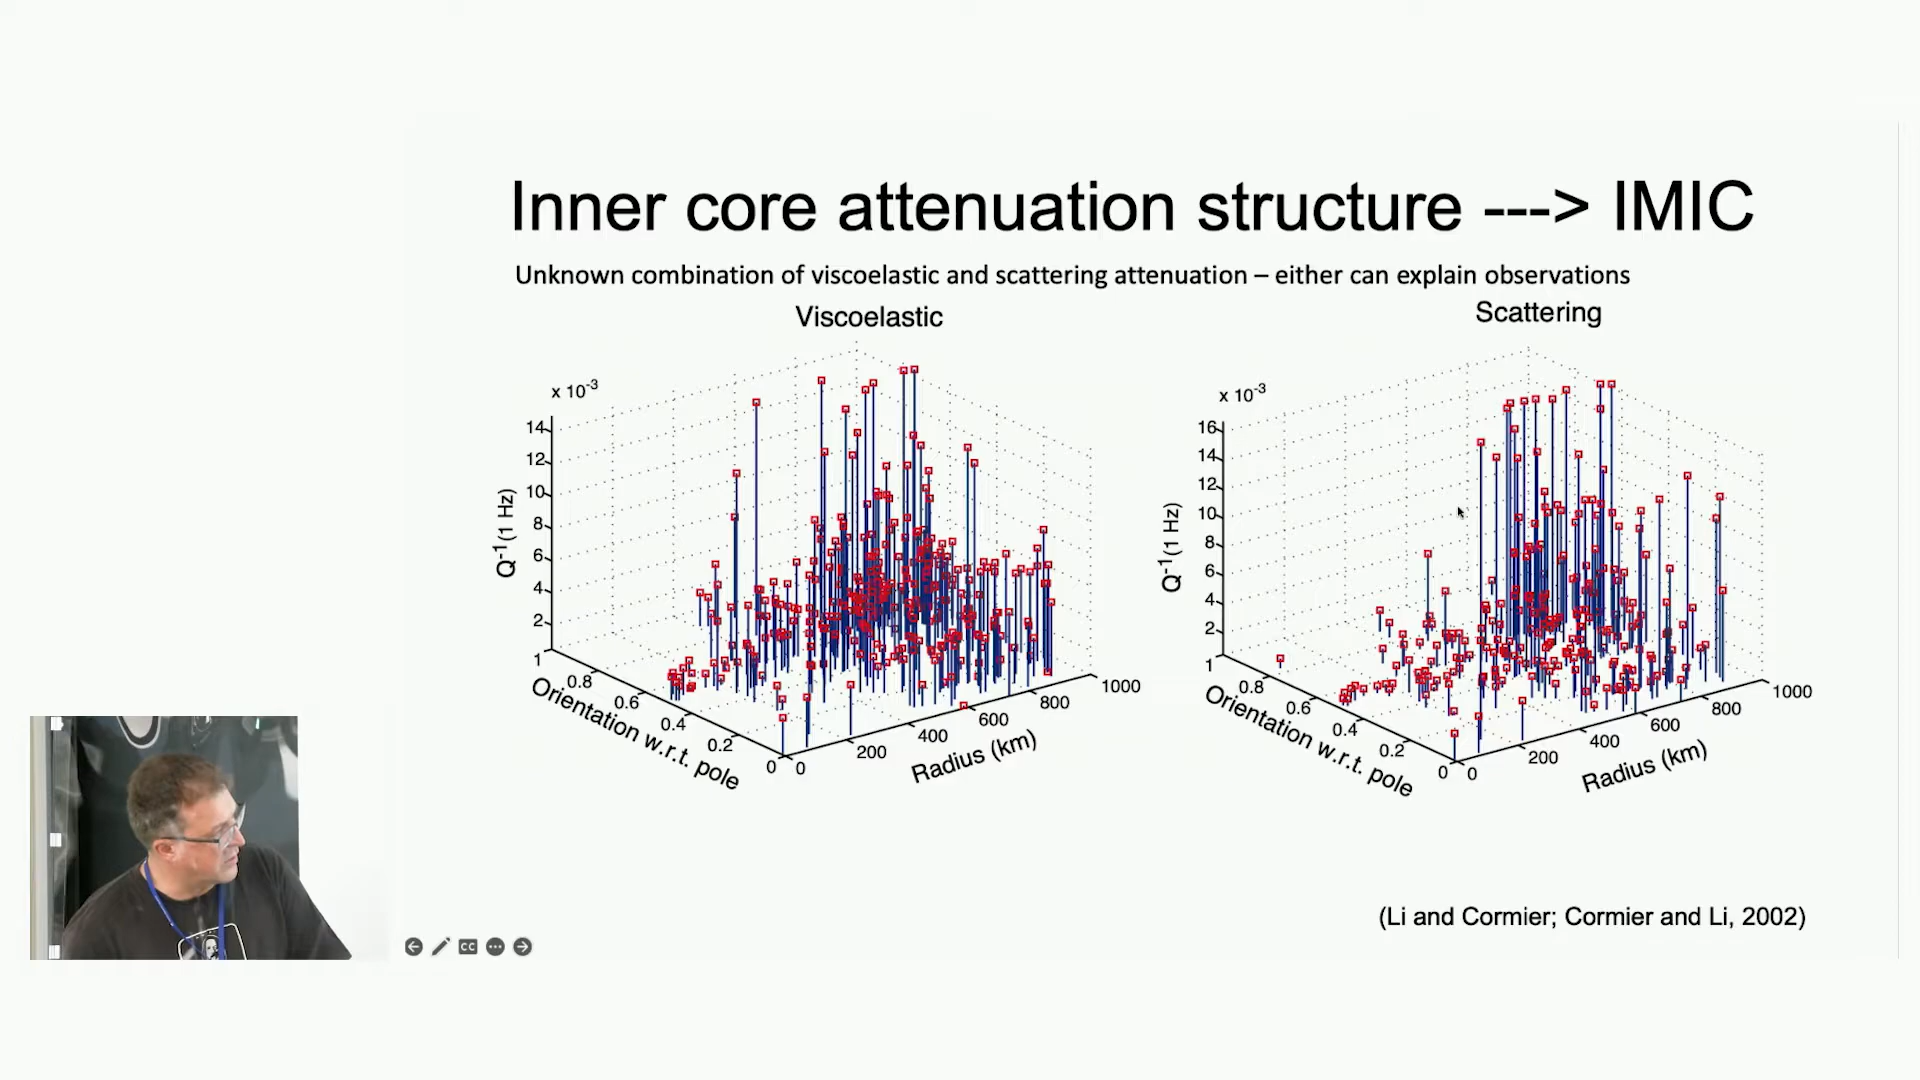 Inner core attenuation structure ---> IMIC
Unknown combination of viscoelastic and scattering attenuation – either can explain observations
Viscoelastic
x 10-3
14
12
10
8
6
4
2
Q-1(1 Hz)
1
0.8
0.6
0.4
0.2
0
Orientation w.r.t. pole
0
200
400
600
800
1000
Radius (km)
Scattering
x 10-3
16
14
12
10
8
6
4
2
Q-1(1 Hz)
1
0.8
0.6
0.4
0.2
0
Orientation w.r.t. pole
0
200
400
600
800
1000
Radius (km)
(Li and Cormier; Cormier and Li, 2002)
CC